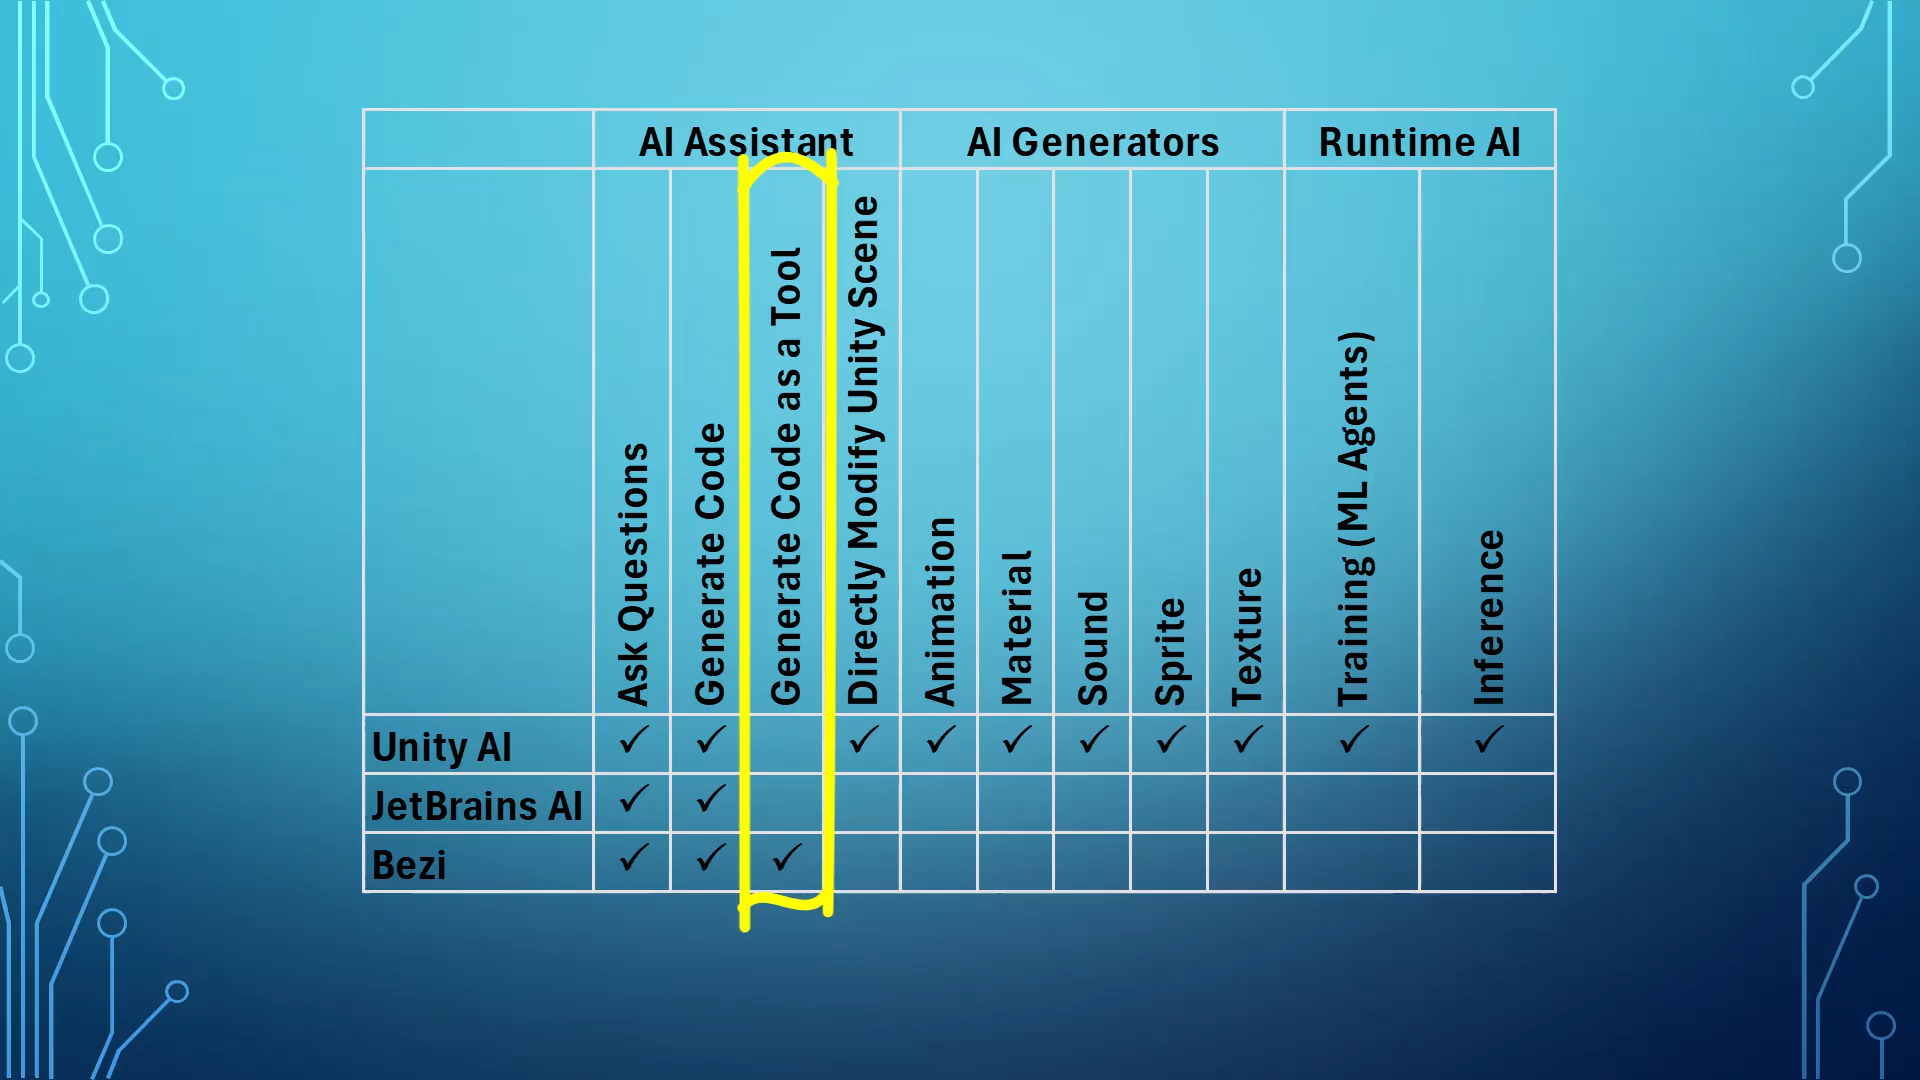 AI Assistant AI Generators Runtime AI
Ask Questions
Generate Code
Generate Code as a Tool
Directly Modify Unity Scene
Animation
Material
Sound
Sprite
Texture
Training (ML Agents)
Inference
Unity AI ✓ ✓ ✓ ✓ ✓ ✓ ✓ ✓ ✓ ✓
JetBrains AI ✓ ✓
Bezi ✓ ✓ ✓